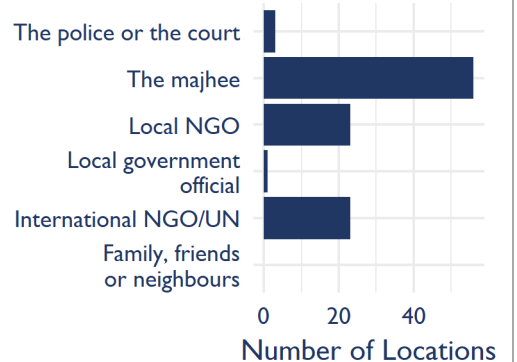 The police or the court
The majhee
Local NGO
Local government
official
International NGO/UN
Family, friends
or neighbours
0 20 40
Number of Locations